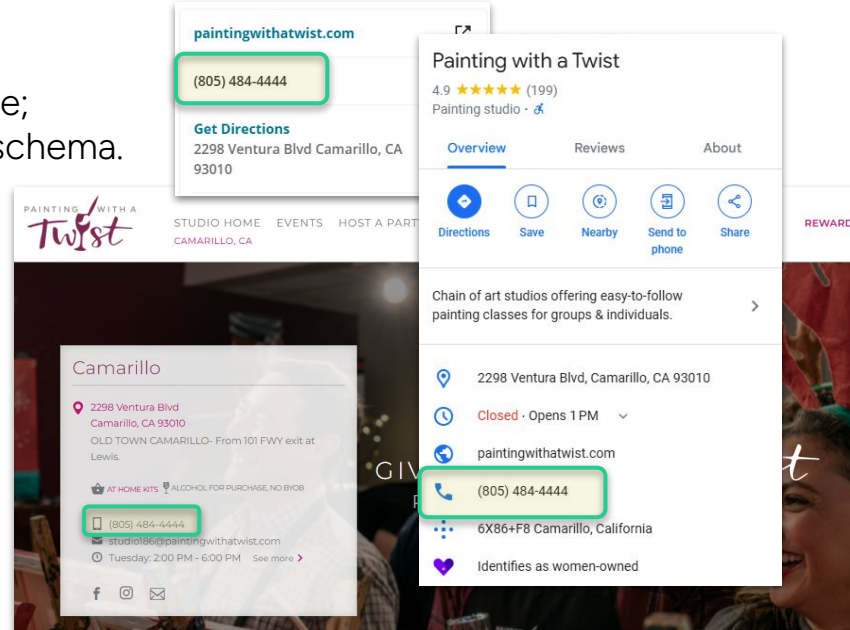 e;
schema.
paintingwithatwist.com
(805) 484-4444
Get Directions
2298 Ventura Blvd Camarillo, CA
93010
Painting with a Twist
4.9 ★★★★★ (199)
Painting studio ·
Overview Reviews About
Directions Save Nearby Send to phone Share
Chain of art studios offering easy-to-follow
painting classes for groups & individuals.
2298 Ventura Blvd, Camarillo, CA 93010
Closed · Opens 1 PM
paintingwithatwist.com
(805) 484-4444
6X86+F8 Camarillo, California
Identifies as women-owned
PAINTING WITH A
Twist
STUDIO HOME EVENTS HOST A PART
CAMARILLO, CA
REWARD
Camarillo
2298 Ventura Blvd
Camarillo, CA 93010
OLD TOWN CAMARILLO- From 101 FWY exit at
Lewis.
AT HOME KITS ALCOHOL FOR PURCHASE, NO BYOB
(805) 484-4444
studio186@paintingwithatwist.com
Tuesday: 2:00 PM - 6:00 PM See more >
GIV